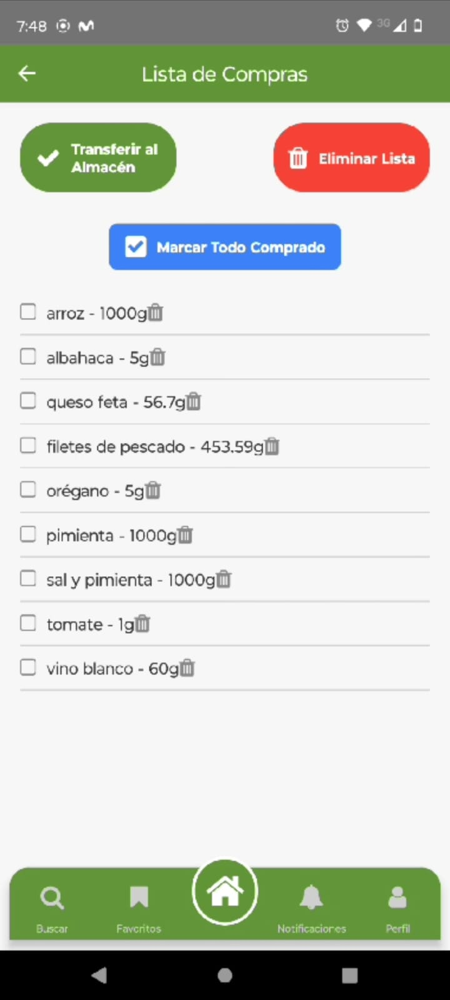 7:48
3G
Lista de Compras
Transferir al
Almacén
Eliminar Lista
Marcar Todo Comprado
arroz - 1000g
albahaca - 5g
queso feta - 56.7g
filetes de pescado - 453.59g
orégano - 5g
pimienta - 1000g
sal y pimienta - 1000g
tomate - 1g
vino blanco - 60g
Buscar
Favoritos
Notificaciones
Perfil